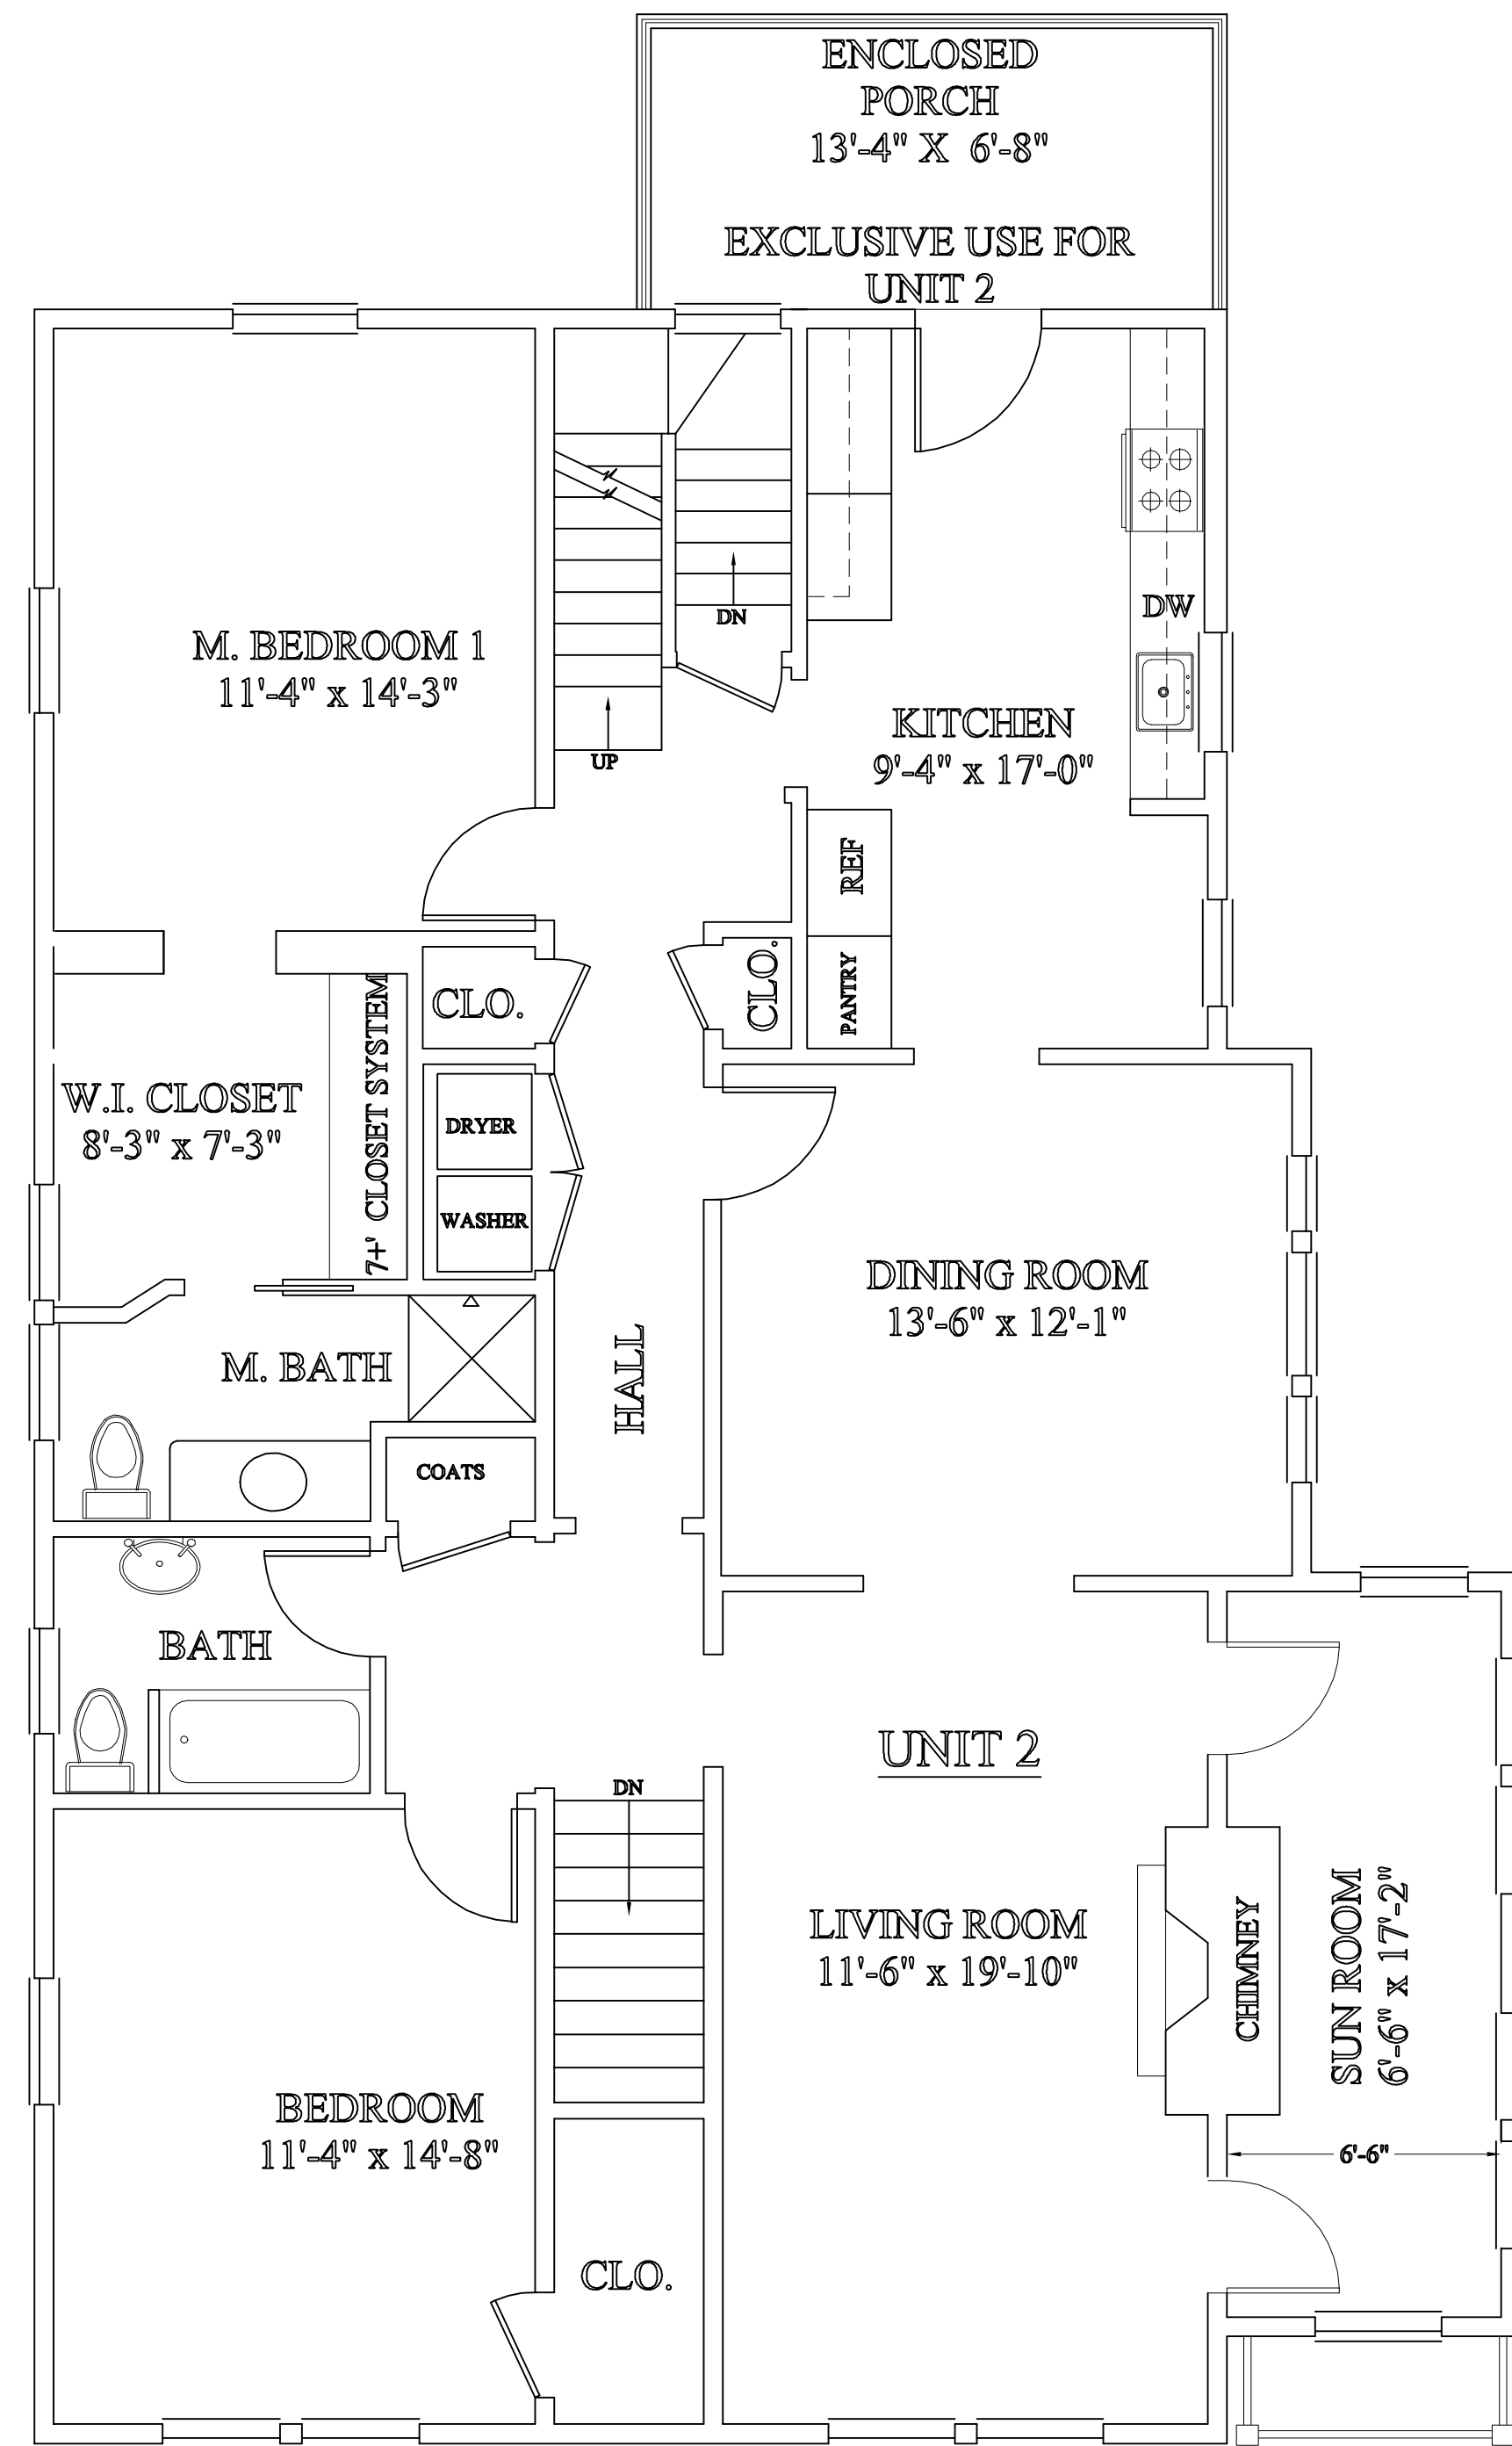 ENCLOSED
PORCH
13'-4" X 6'-8"
EXCLUSIVE USE FOR
UNIT 2
M. BEDROOM 1
11'-4" x 14'-3"
DN
UP
DW
KITCHEN
9'-4" x 17'-0"
REF
PANTRY
CLO.
CLO.
W.I. CLOSET
8'-3" x 7'-3"
7+' CLOSET SYSTEM
DRYER
WASHER
DINING ROOM
13'-6" x 12'-1"
HALL
M. BATH
COATS
BATH
UNIT 2
DN
LIVING ROOM
11'-6" x 19'-10"
CHIMNEY
SUN ROOM
6'-6" x 17'-2"
BEDROOM
11'-4" x 14'-8"
6'-6"
CLO.